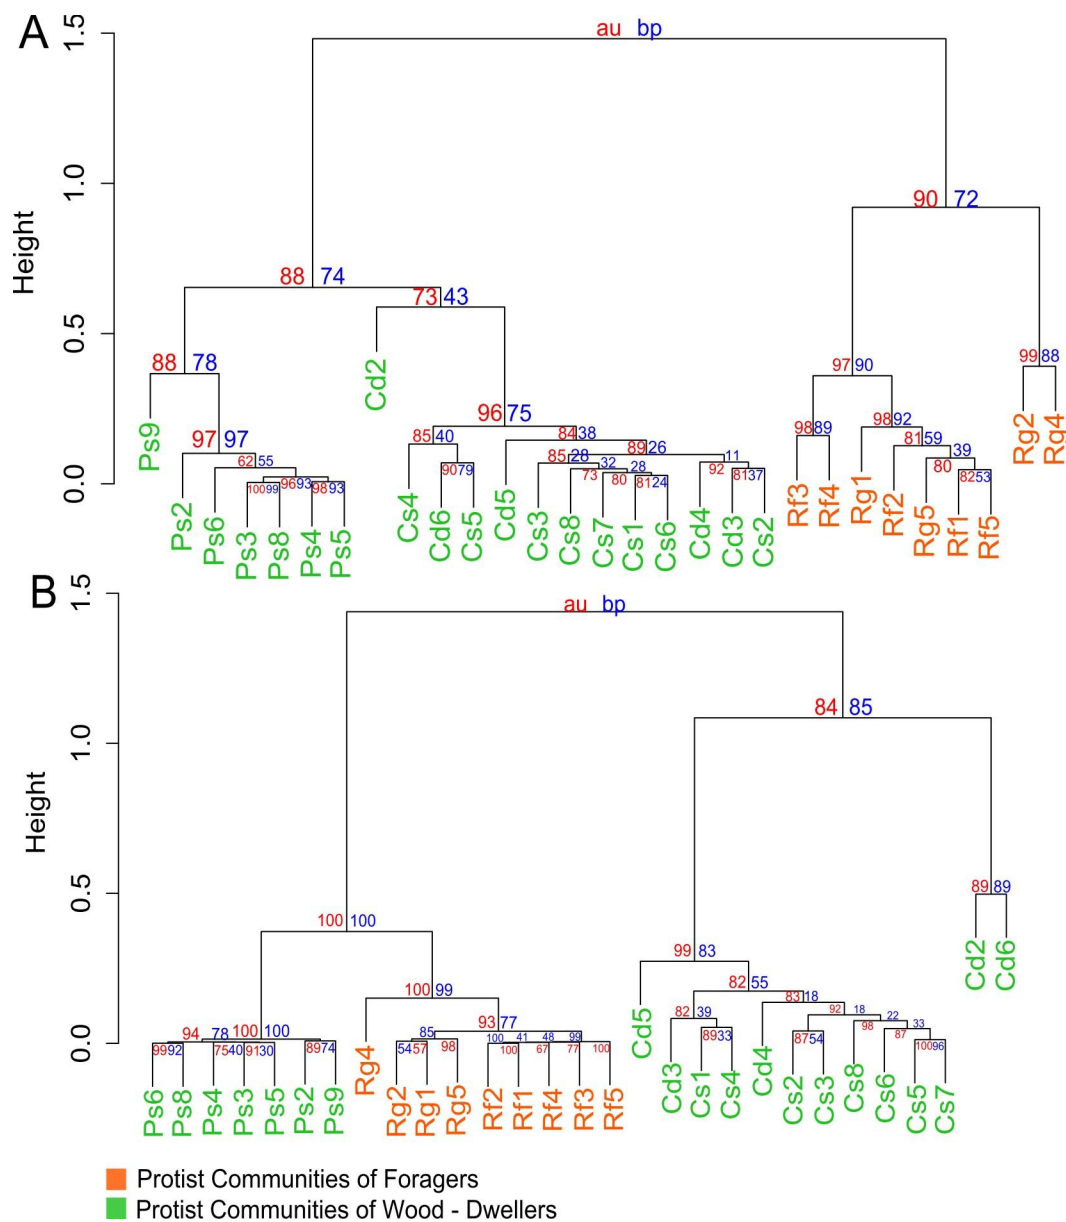 A
au bp
1.5
1.0
0.5
0.0
Height
90 72
88 74
73 43
88 78
97 90
99 88
96 75
97 97
98 89
98 92
85 40
84 38
81 59
89 26
62 55
90 79
85 28
39
80
11
92
32
73
28
80
81 24
81 37
82 53
100 99
96 93
98 93
Ps9
Ps2
Ps6
Ps3
Ps8
Ps4
Ps5
Cd2
Cs4
Cd6
Cs5
Cd5
Cs3
Cs8
Cs7
Cs1
Cs6
Cd4
Cd3
Cs2
Rf3
Rf4
Rg1
Rf2
Rg5
Rf1
Rf5
Rg2
Rg4
B
au bp
1.5
1.0
0.5
0.0
Height
84 85
89 89
100 100
99 83
100 99
82 55
83 18
93 77
94 78 100 100
85
100 41 48 99
82 39
92 18
22
98
33
87
99 92 75 40 91 30 89 74
54 57 98
100 67 77 100
89 33
87 54
100 96
Ps6
Ps8
Ps4
Ps3
Ps5
Ps2
Ps9
Rg4
Rg2
Rg1
Rg5
Rf2
Rf1
Rf4
Rf3
Rf5
Cd5
Cd3
Cs1
Cs4
Cd4
Cs2
Cs3
Cs8
Cs6
Cs5
Cs7
Cd2
Cd6
Protist Communities of Foragers
Protist Communities of Wood - Dwellers